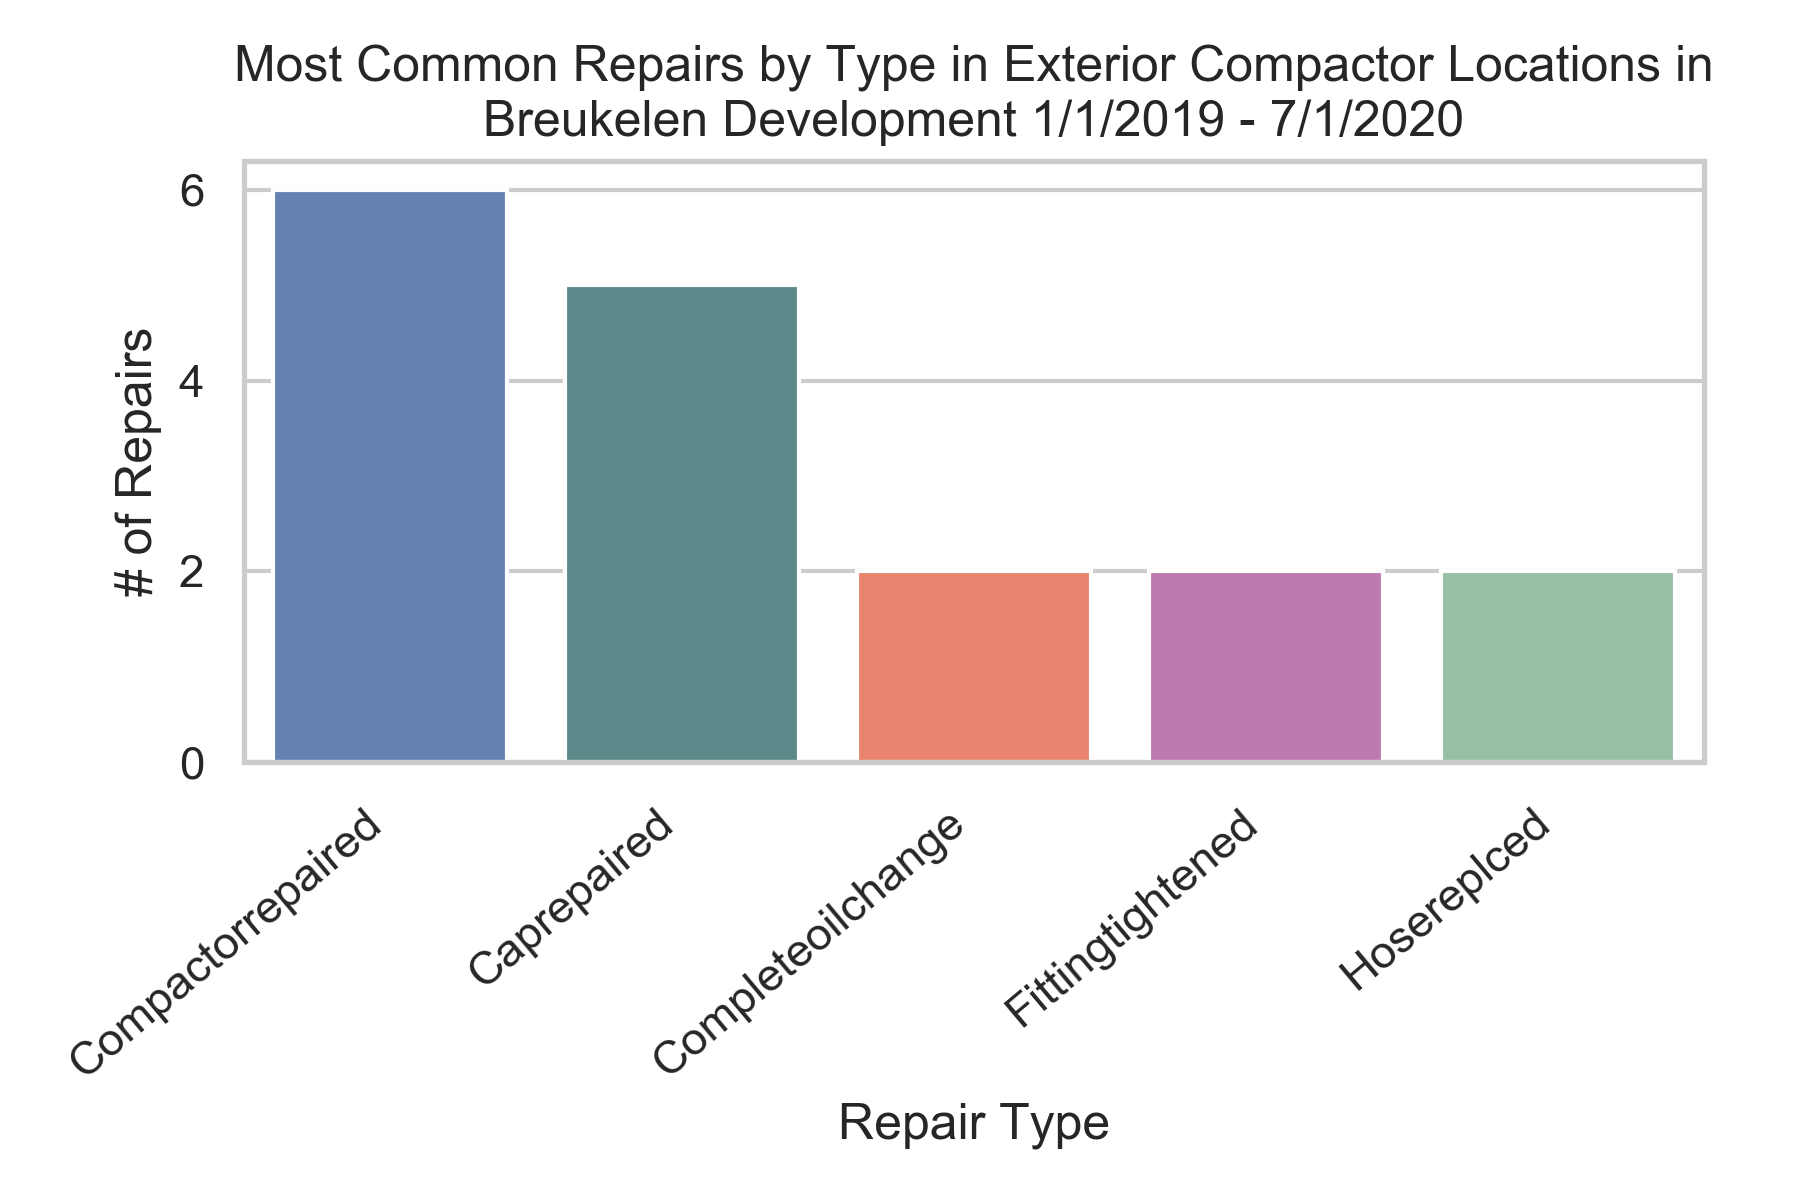 Most Common Repairs by Type in Exterior Compactor Locations in
Breukelen Development 1/1/2019 - 7/1/2020
# of Repairs
6
4
2
0
Compactorrepaired
Caprepaired
Completeoilchange
Fittingtightened
Hosereplced
Repair Type